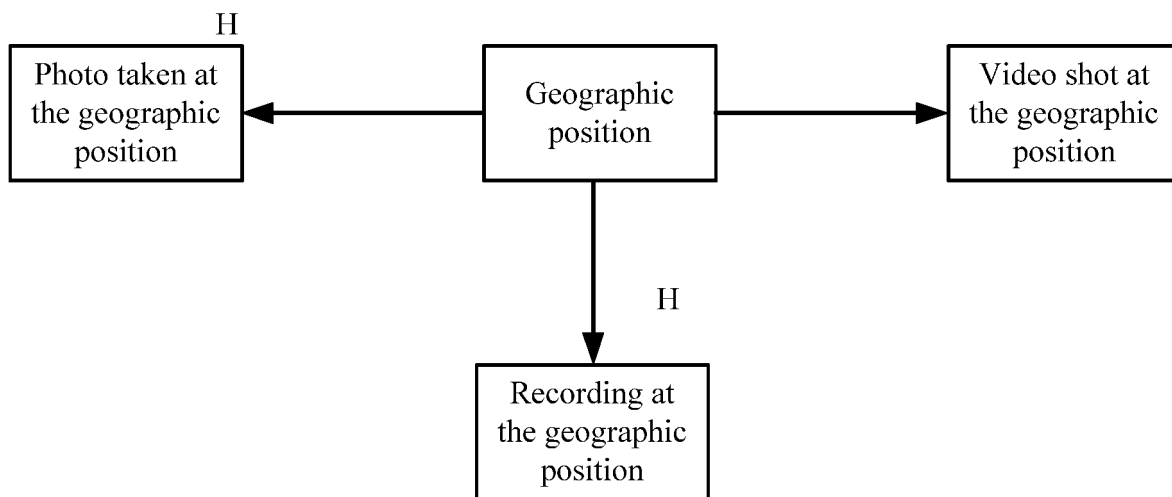 H
Photo taken at
the geographic
position
Geographic
position
Video shot at
the geographic
position
H
Recording at
the geographic
position